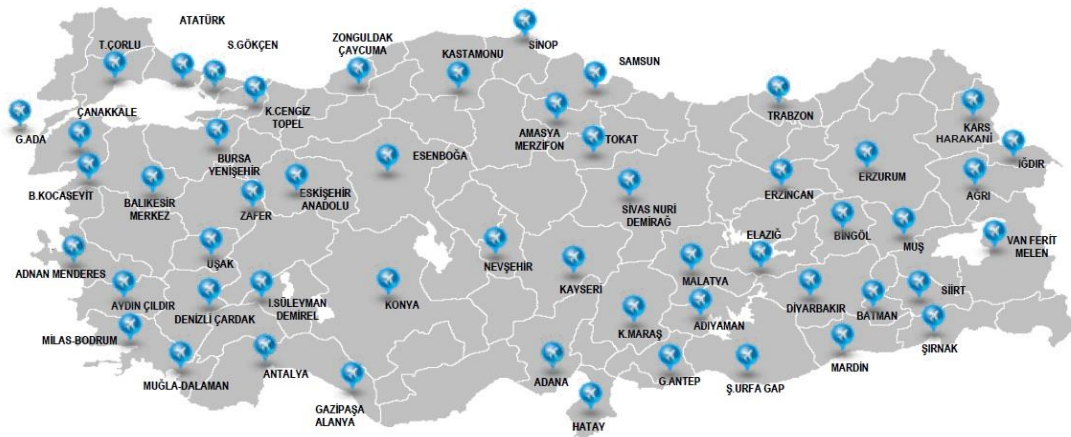 ATATÜRK
T.ÇORLU
S.GÖKÇEN
ZONGULDAK
ÇAYCUMA
KASTAMONU
SİNOP
SAMSUN
ÇANAKKALE
G.ADA
K.CENGİZ
TOPEL
TRABZON
KARS
HARAKANİ
AMASYA
MERZİFON
TOKAT
BURSA
YENİŞEHİR
ESENBOĞA
IĞDIR
ERZURUM
B.KOCASEYİT
BALIKESİR
MERKEZ
ZAFER
ESKİŞEHİR
ANADOLU
ERZİNCAN
AĞRI
SİVAS NURİ
DEMİRAĞ
ELAZIĞ
BİNGÖL
MUŞ
VAN FERİT
MELEN
ADNAN MENDERES
UŞAK
NEVŞEHİR
KAYSERİ
MALATYA
SİİRT
AYDIN ÇILDIR
DENİZLİ ÇARDAK
I.SÜLEYMAN
DEMİREL
KONYA
K.MARAŞ
ADIYAMAN
DİYARBAKIR
BATMAN
MİLAS-BODRUM
ŞIRNAK
MARDİN
MUĞLA-DALAMAN
ANTALYA
GAZİPAŞA
ALANYA
ADANA
G.ANTEP
Ş.URFA GAP
HATAY